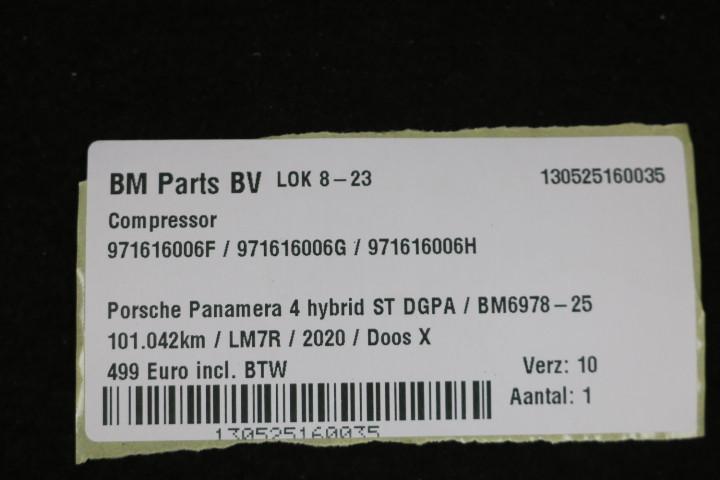 BM Parts BV LOK 8-23 130525160035
Compressor
971616006F / 971616006G / 971616006H
Porsche Panamera 4 hybrid ST DGPA / BM6978-25
101.042km / LM7R / 2020 / Doos X
499 Euro incl. BTW Verz: 10
Aantal: 1
130525160035